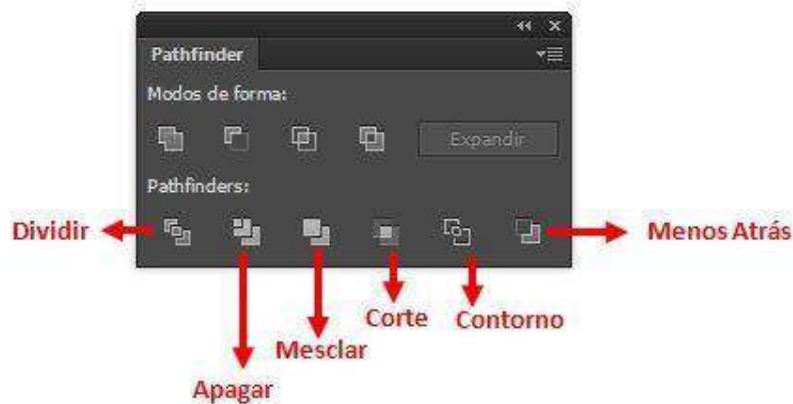 Pathfinder
Modos de forma:
Expandir
Pathfinders:
Dividir
Menos Atrás
Corte
Contorno
Mesclar
Apagar